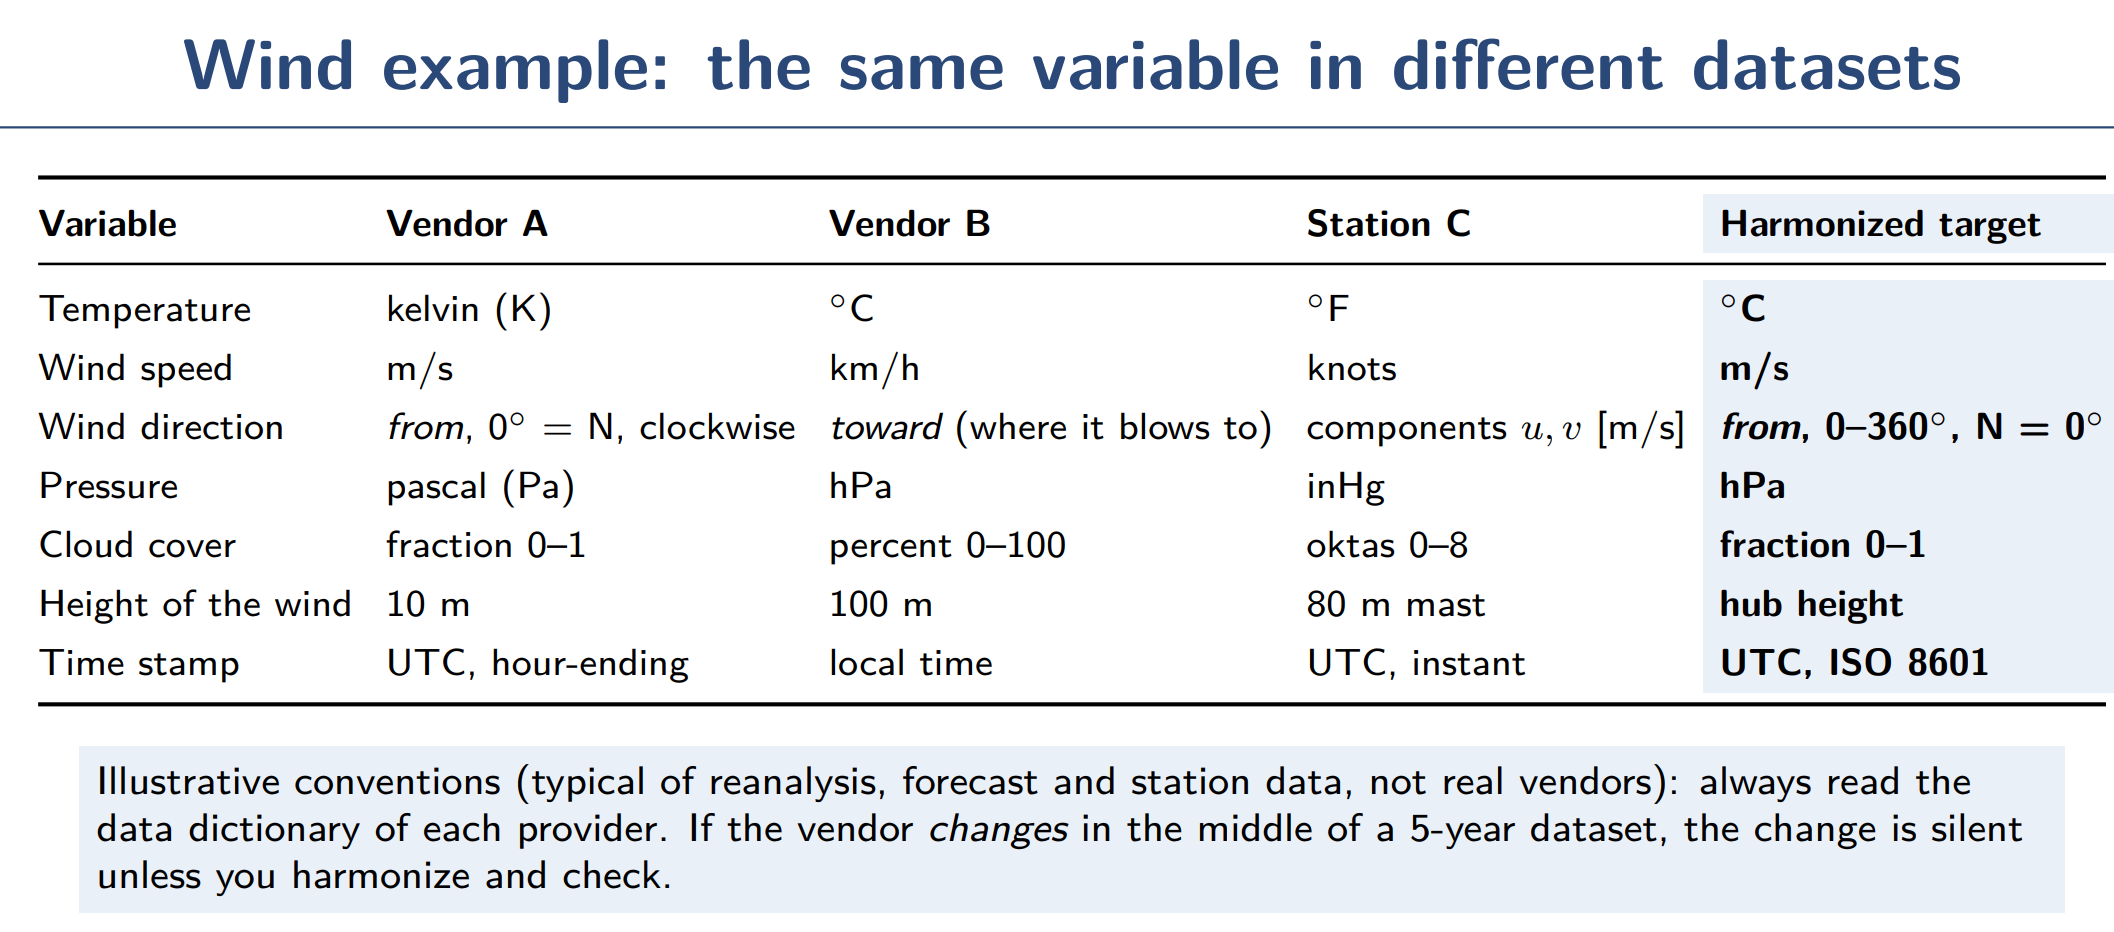 Wind example: the same variable in different datasets
Variable Vendor A Vendor B Station C Harmonized target
Temperature kelvin (K) °C °F °C
Wind speed m/s km/h knots m/s
Wind direction from, 0° = N, clockwise toward (where it blows to) components u, v [m/s] from, 0–360°, N = 0°
Pressure pascal (Pa) hPa inHg hPa
Cloud cover fraction 0–1 percent 0–100 oktas 0–8 fraction 0–1
Height of the wind 10 m 100 m 80 m mast hub height
Time stamp UTC, hour-ending local time UTC, instant UTC, ISO 8601
Illustrative conventions (typical of reanalysis, forecast and station data, not real vendors): always read the
data dictionary of each provider. If the vendor changes in the middle of a 5-year dataset, the change is silent
unless you harmonize and check.